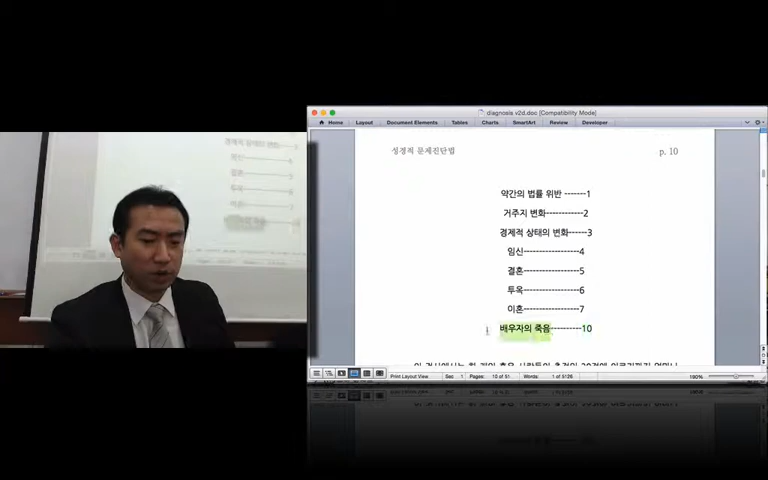 diagnosis v2d.doc [Compatibility Mode]
Home Layout Document Elements Tables Charts SmartArt Review Developer
성경적 문제진단법 p. 10
약간의 법률 위반 -------1
거주지 변화------------2
경제적 상태의 변화------3
임신------------------4
결혼------------------5
투옥------------------6
이혼------------------7
배우자의 죽음----------10
Print Layout View Sec 1 Pages: 10 of 51 Words: 1 of 5126 180%